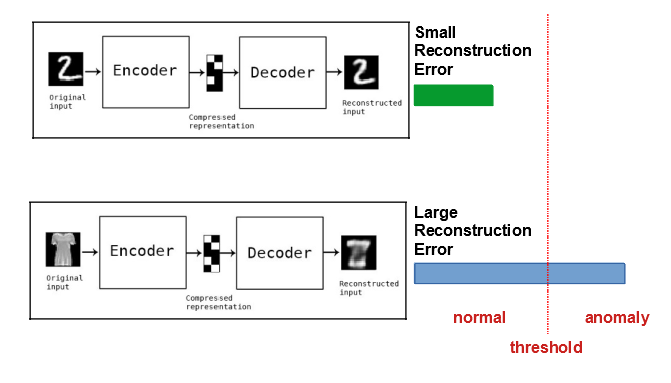 Small
Reconstruction
Error
Encoder
Decoder
Original
input
Compressed
representation
Reconstructed
input
Large
Reconstruction
Error
Encoder
Decoder
Original
input
Compressed
representation
Reconstructed
input
normal
anomaly
threshold